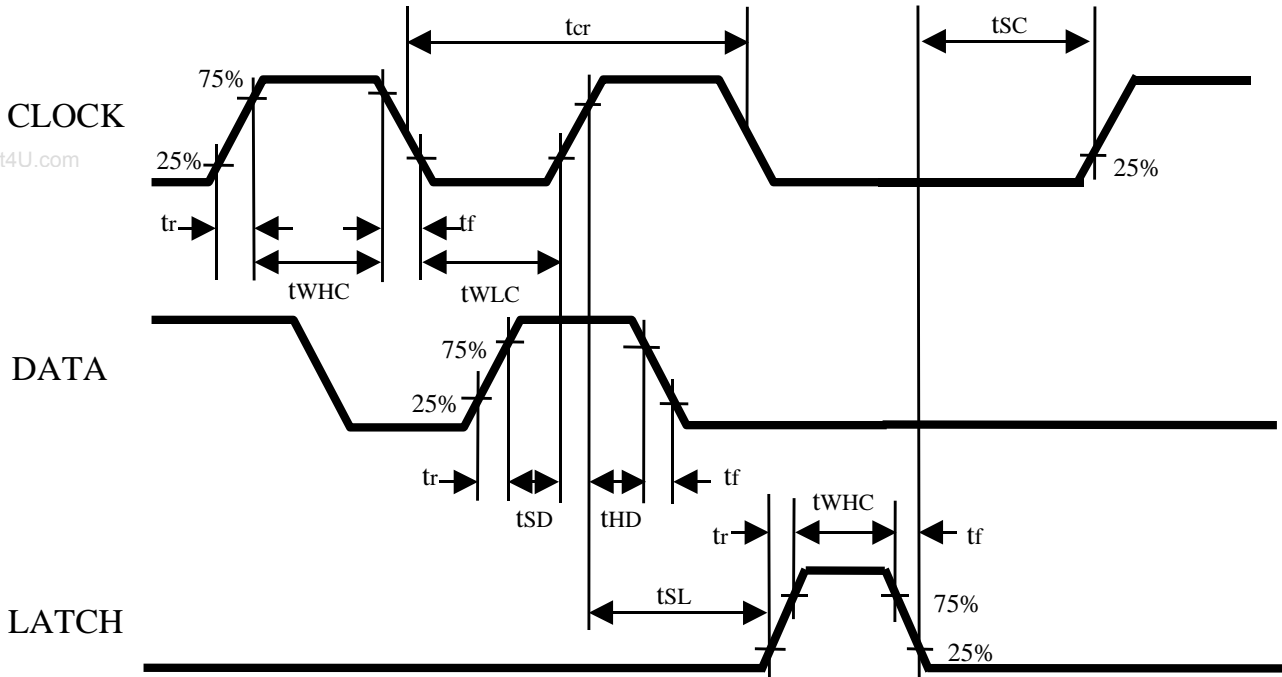 tcr
tSC
75%
CLOCK
t4U.com
25%
25%
tr
tf
tWHC
tWLC
75%
DATA
25%
tr
tf
tSD
tHD
tWHC
tr
tf
tSL
75%
LATCH
25%